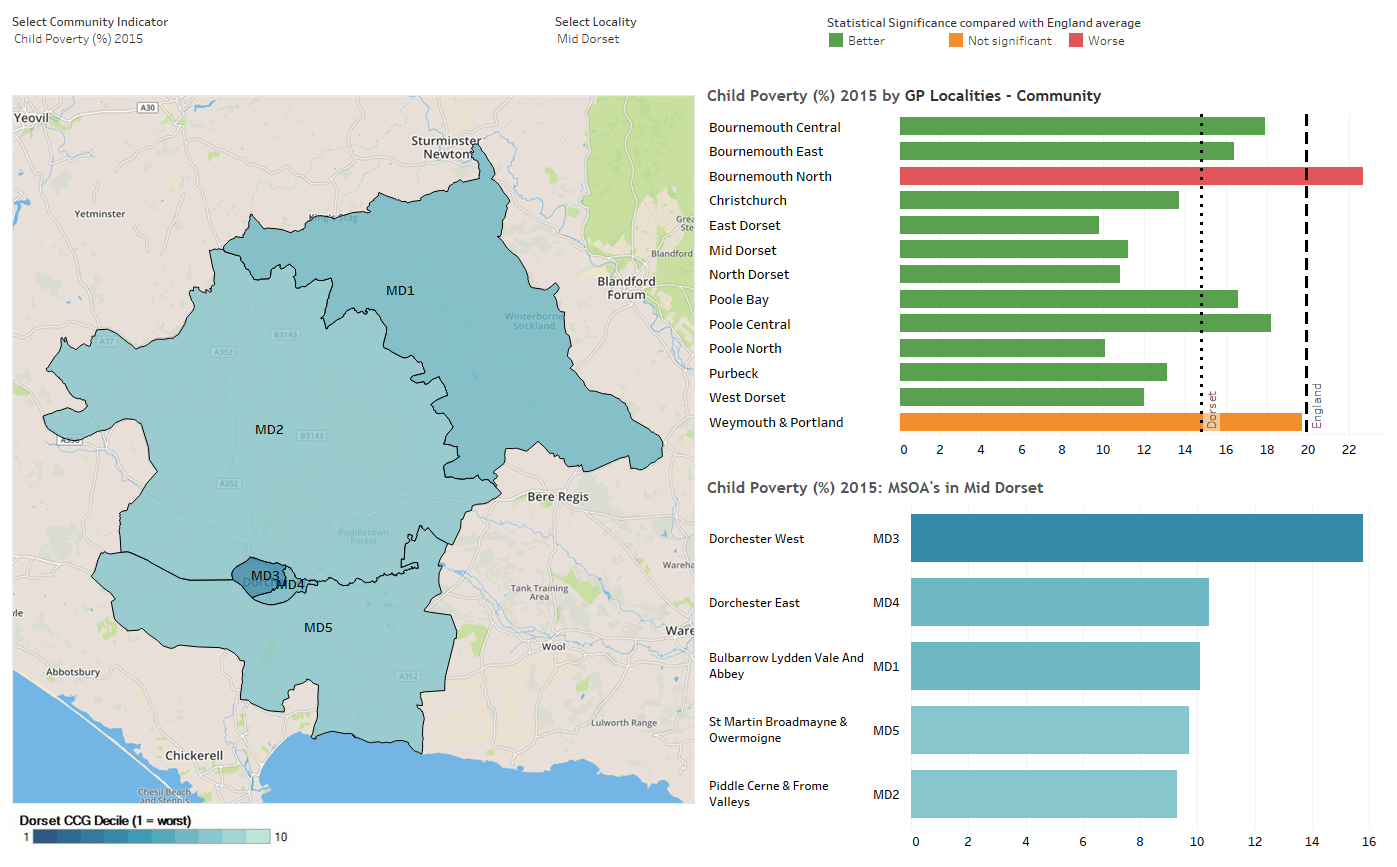 Select Community Indicator
Child Poverty (%) 2015
Select Locality
Mid Dorset
Statistical Significance compared with England average
Better
Not significant
Worse
Yeovil
A30
Sturminster
Newton
Yetminster
King's Stag
Blandford
Blandford
Forum
MD1
Winterborne
Stickland
B3143
A37
A352
MD2
B3143
A352
Bere Regis
Puddletown
Forest
MD3
MD4
Tank Training
Area
MD5
Wool
Abbotsbury
A352
Lulworth Range
Chickerell
Chesil Beach
and Stennis
Dorset CCG Decile (1 = worst)
1
10
Child Poverty (%) 2015 by GP Localities - Community
Bournemouth Central
Bournemouth East
Bournemouth North
Christchurch
East Dorset
Mid Dorset
North Dorset
Poole Bay
Poole Central
Poole North
Purbeck
West Dorset
Weymouth & Portland
Dorset
England
0 2 4 6 8 10 12 14 16 18 20 22
Child Poverty (%) 2015: MSOA's in Mid Dorset
Dorchester West MD3
Dorchester East MD4
Bulbarrow Lydden Vale And
Abbey
MD1
St Martin Broadmayne &
Owermoigne
MD5
Piddle Cerne & Frome
Valleys
MD2
0 2 4 6 8 10 12 14 16